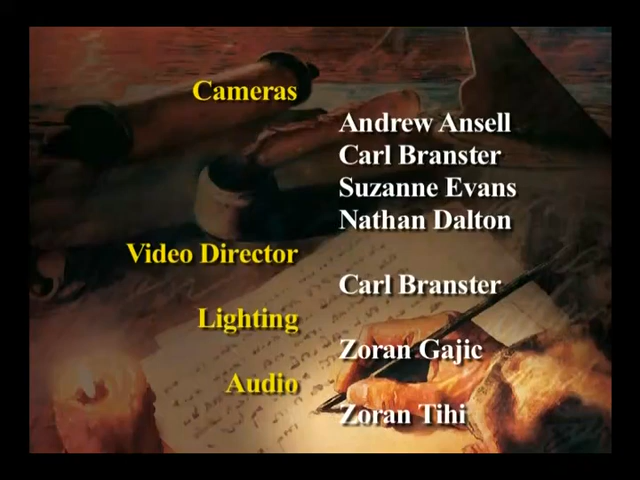 Cameras
Andrew Ansell
Carl Branster
Suzanne Evans
Nathan Dalton
Video Director
Carl Branster
Lighting
Zoran Gajic
Audio
Zoran Tihi